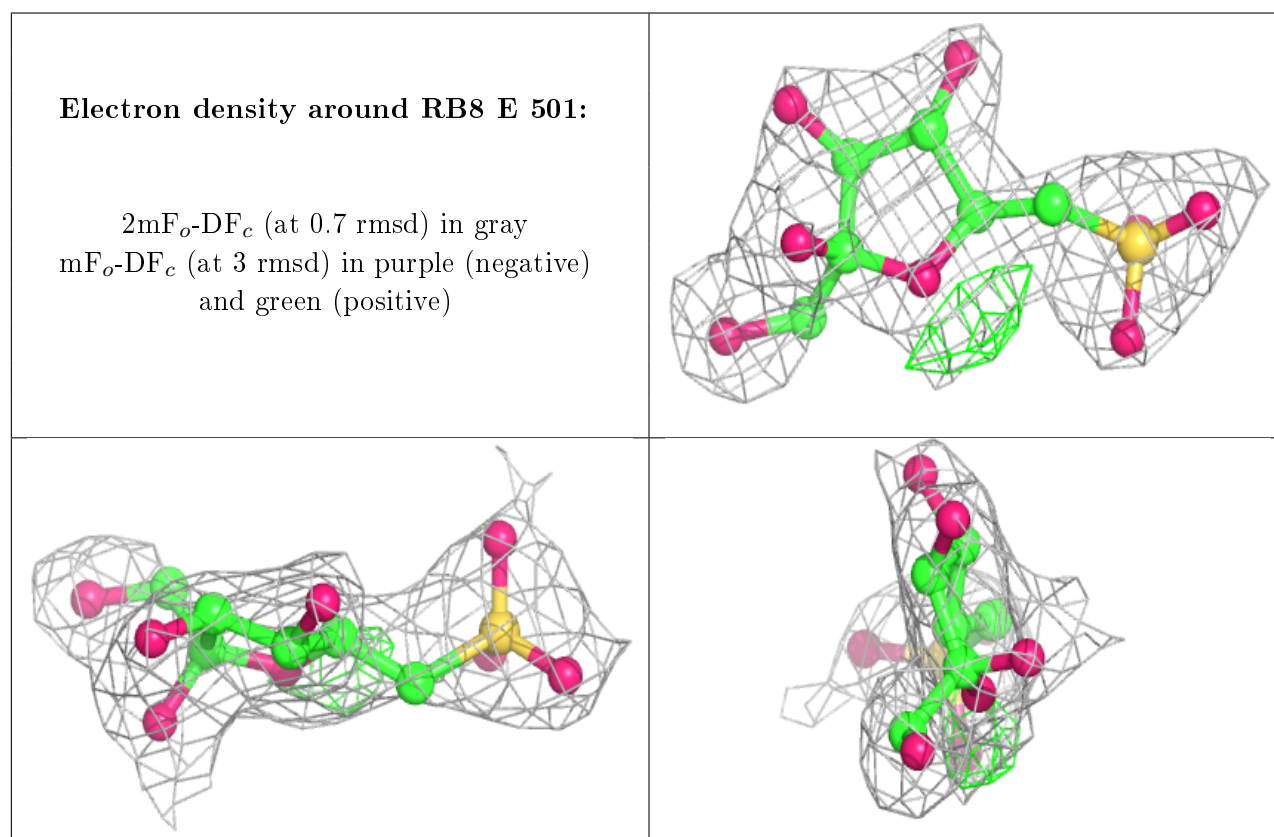 Electron density around RB8 E 501:
2mFₒ-DF𝒸 (at 0.7 rmsd) in gray
mFₒ-DF𝒸 (at 3 rmsd) in purple (negative)
and green (positive)